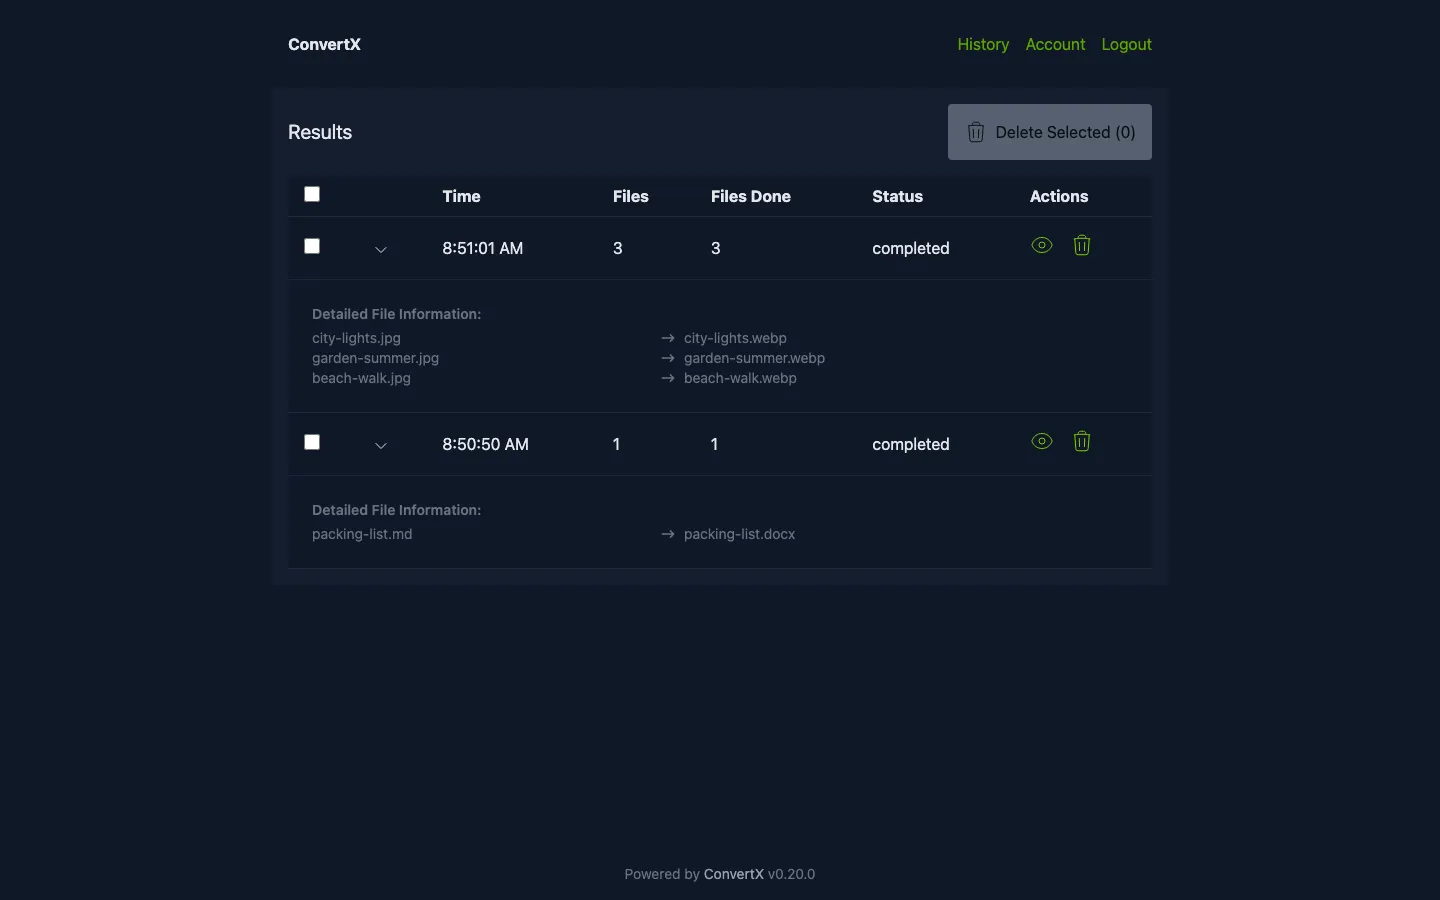 ConvertX
History Account Logout
Results
Delete Selected (0)
Time Files Files Done Status Actions
8:51:01 AM 3 3 completed
Detailed File Information:
city-lights.jpg → city-lights.webp
garden-summer.jpg → garden-summer.webp
beach-walk.jpg → beach-walk.webp
8:50:50 AM 1 1 completed
Detailed File Information:
packing-list.md → packing-list.docx
Powered by ConvertX v0.20.0